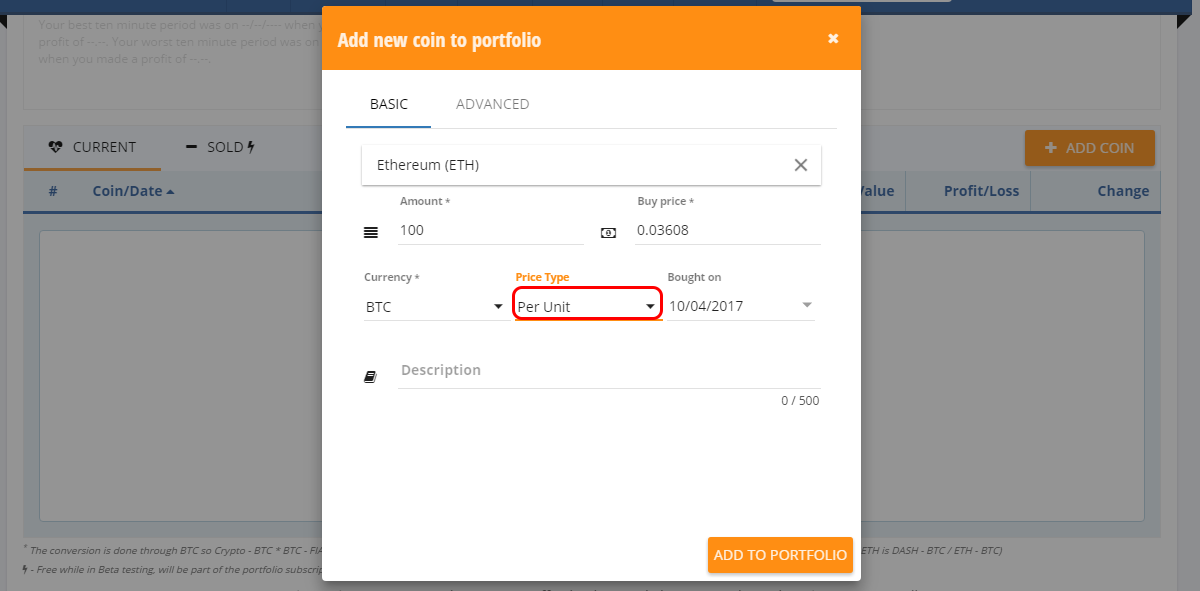 Your best ten minute period was on --/--/---- when y
profit of --.--. Your worst ten minute period was on
when you made a profit of --.--.
Add new coin to portfolio
BASIC
ADVANCED
CURRENT
SOLD
ADD COIN
# Coin/Date
Value Profit/Loss Change
Ethereum (ETH)
Amount * Buy price *
100 0.03608
Currency * Price Type Bought on
BTC Per Unit 10/04/2017
Description
0 / 500
ADD TO PORTFOLIO
* The conversion is done through BTC so Crypto - BTC * BTC - FIA
ETH is DASH - BTC / ETH - BTC)
- Free while in Beta testing, will be part of the portfolio subscrip